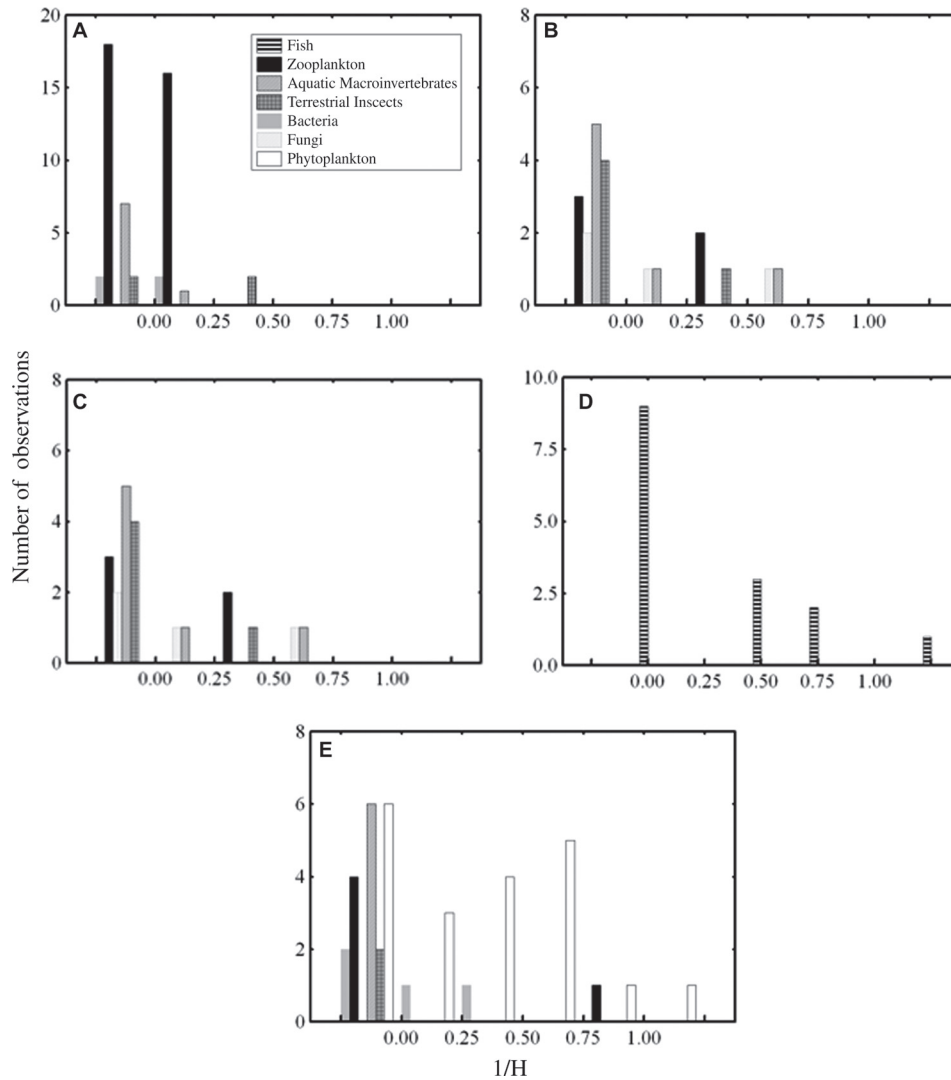 A
20
15
10
5
0
Fish
Zooplankton
Aquatic Macroinvertebrates
Terrestrial Inscects
Bacteria
Fungi
Phytoplankton
0.00 0.25 0.50 0.75 1.00
B
8
6
4
2
0
0.00 0.25 0.50 0.75 1.00
Number of observations
C
8
6
4
2
0
0.00 0.25 0.50 0.75 1.00
D
10.0
7.5
5.0
2.5
0.0
0.00 0.25 0.50 0.75 1.00
E
8
6
4
2
0
0.00 0.25 0.50 0.75 1.00
1/H